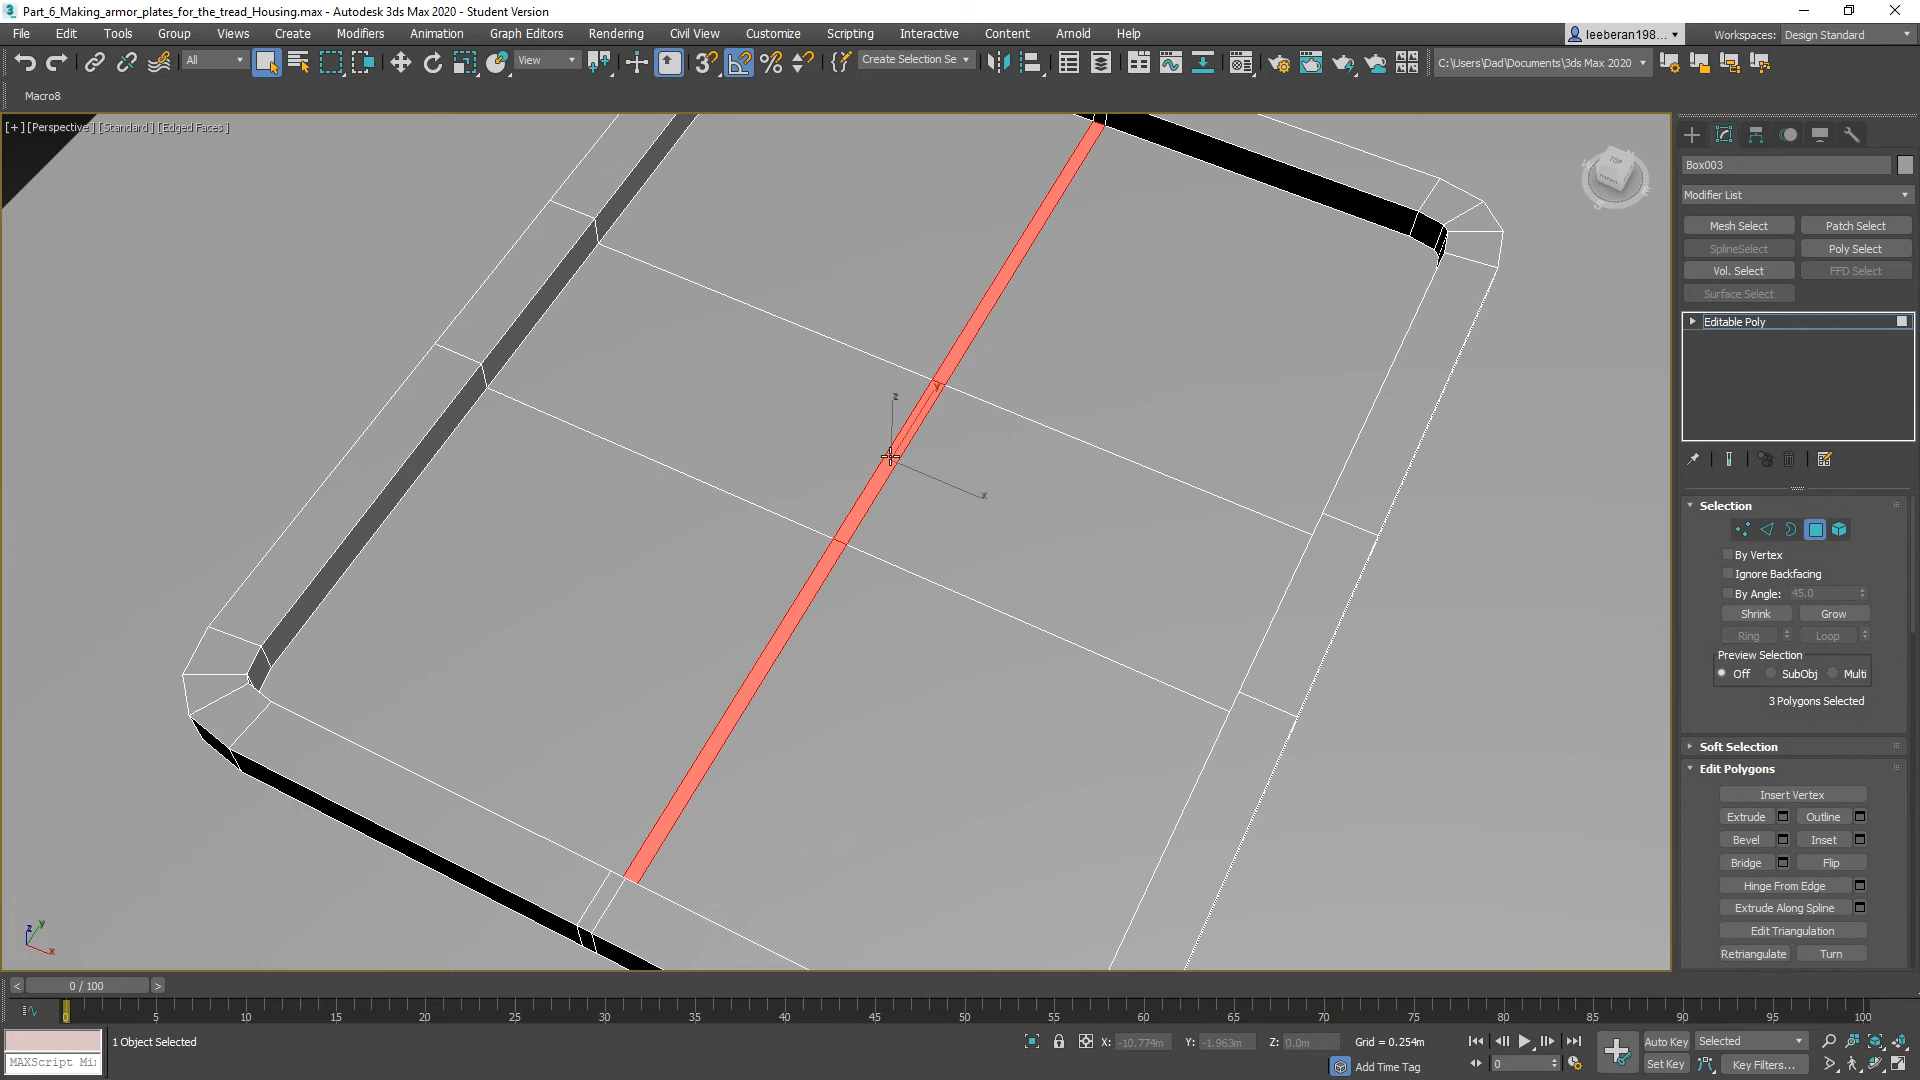 Part_6_Making_armor_plates_for_the_tread_Housing.max - Autodesk 3ds Max 2020 - Student Version
File Edit Tools Group Views Create Modifiers Animation Graph Editors Rendering Civil View Customize Scripting Interactive Content Arnold Help
leeberan198... Workspaces: Design Standard
All View Create Selection Se C:\Users\Dad\Documents\3ds Max 2020
Macro8
[+] [Perspective] [Standard] [Edged Faces]
TOP
Box003
Modifier List
Mesh Select Patch Select
SplineSelect Poly Select
Vol. Select FFD Select
Surface Select
Editable Poly
z
y
x
Selection
By Vertex
Ignore Backfacing
By Angle: 45.0
Shrink Grow
Ring Loop
Preview Selection
Off SubObj Multi
3 Polygons Selected
Soft Selection
Edit Polygons
Insert Vertex
Extrude Outline
Bevel Inset
Bridge Flip
Hinge From Edge
Extrude Along Spline
Edit Triangulation
Retriangulate Turn
z y x
< 0 / 100 >
0 5 10 15 20 25 30 35 40 45 50 55 60 65 70 75 80 85 90 95 100
1 Object Selected X: -10.774m Y: -1.963m Z: 0.0m Grid = 0.254m Auto Key Selected
MAXScript Mi Add Time Tag 0 Set Key Key Filters...